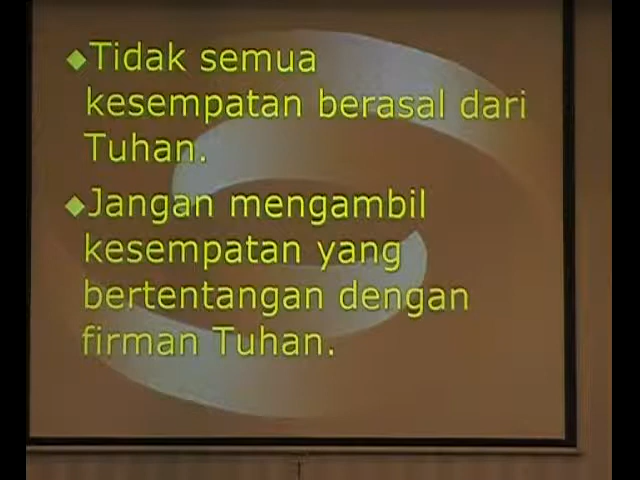 Tidak semua
kesempatan berasal dari
Tuhan.
Jangan mengambil
kesempatan yang
bertentangan dengan
firman Tuhan.